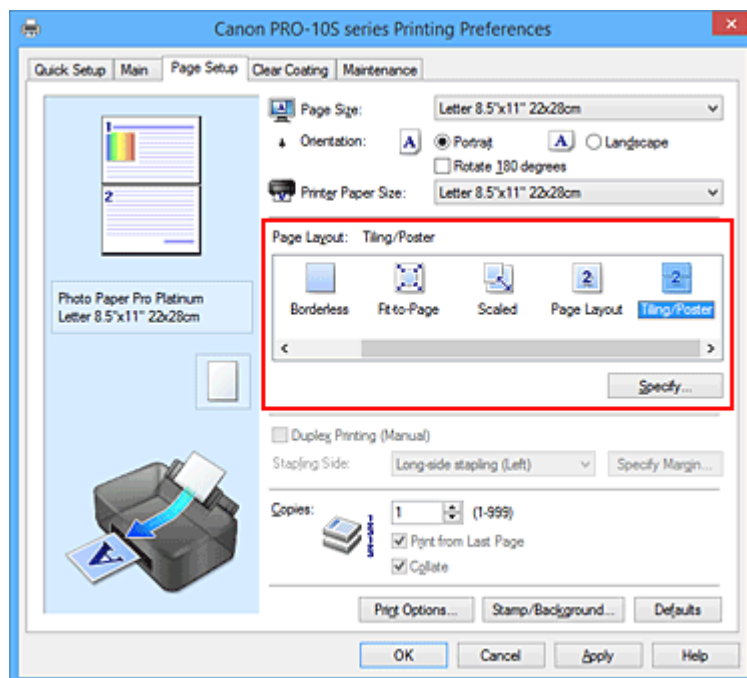 Canon PRO-10S series Printing Preferences
Quick Setup Main Page Setup Clear Coating Maintenance
1
2
Photo Paper Pro Platinum
Letter 8.5"x11" 22x28cm
Page Size: Letter 8.5"x11" 22x28cm
Orientation: A Portrait A Landscape
Rotate 180 degrees
Printer Paper Size: Letter 8.5"x11" 22x28cm
Page Layout: Tiling/Poster
2 2
Borderless Fit-to-Page Scaled Page Layout Tiling/Poster
Specify...
Duplex Printing (Manual)
Stapling Side: Long-side stapling (Left) Specify Margin...
Copies: 1 (1-999)
Print from Last Page
Collate
A
Print Options... Stamp/Background... Defaults
OK Cancel Apply Help